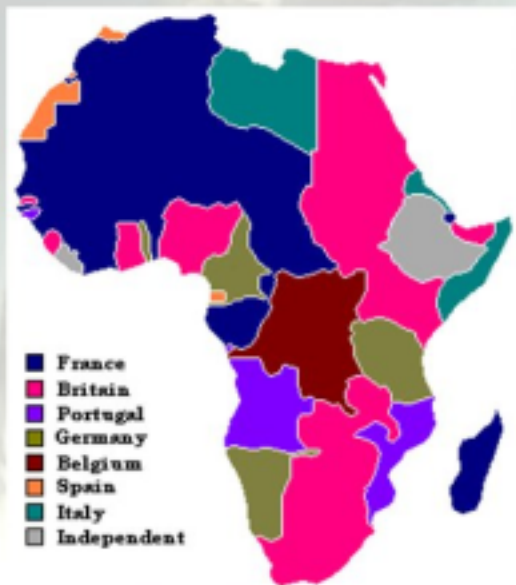 France
Britain
Portugal
Germany
Belgium
Spain
Italy
Independent